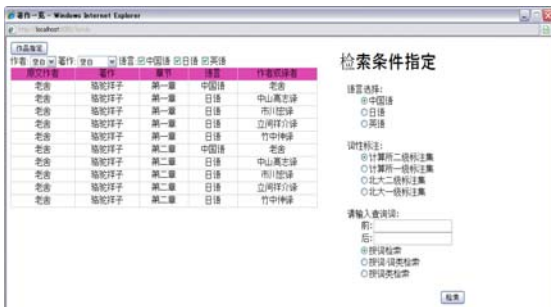 著作一览 - Windows Internet Explorer
作品指定
作者: 空白 著作: 空白 语言: 中国语 日语 英语
原文作者 著作 章节 语言 作者或译者
老舍 骆驼祥子 第一章 中国语 老舍
老舍 骆驼祥子 第一章 日语 中山高志译
老舍 骆驼祥子 第一章 日语 市川宏译
老舍 骆驼祥子 第一章 日语 立间祥介译
老舍 骆驼祥子 第一章 日语 竹中伸译
老舍 骆驼祥子 第二章 中国语 老舍
老舍 骆驼祥子 第二章 日语 中山高志译
老舍 骆驼祥子 第二章 日语 市川宏译
老舍 骆驼祥子 第二章 日语 立间祥介译
老舍 骆驼祥子 第二章 日语 竹中伸译
检索条件指定
语言选择:
中国语
日语
英语
词性标注:
计算所二级标注集
计算所一级标注集
北大二级标注集
北大一级标注集
请输入查词词:
前:
后:
按词检索
按词·词类检索
按词类检索
检索